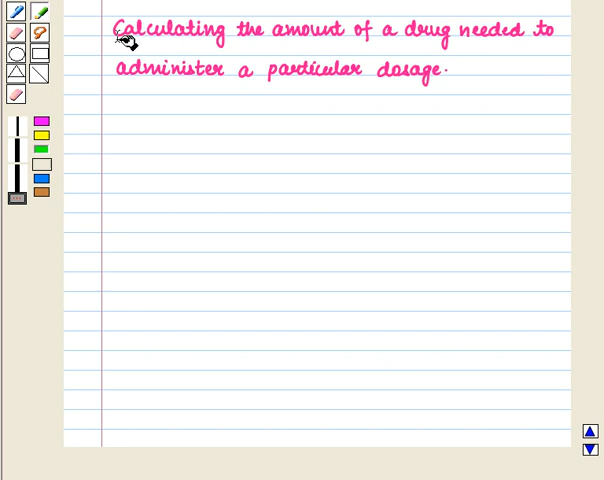 Calculating the amount of a drug needed to
administer a particular dosage.